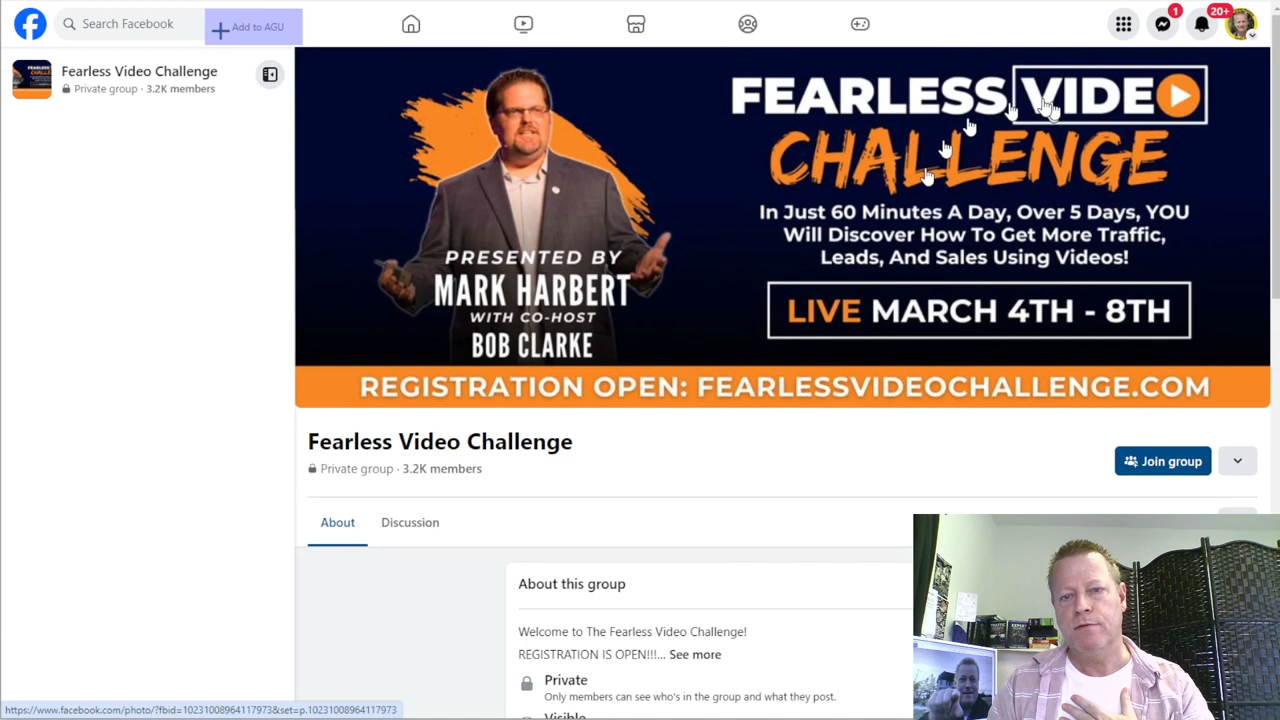 Search Facebook
Add to AGU
1
20+
Fearless Video Challenge
Private group · 3.2K members
FEARLESS VIDEO
CHALLENGE
In Just 60 Minutes A Day, Over 5 Days, YOU
Will Discover How To Get More Traffic,
Leads, And Sales Using Videos!
PRESENTED BY
MARK HARBERT
WITH CO-HOST
BOB CLARKE
LIVE MARCH 4TH - 8TH
REGISTRATION OPEN: FEARLESSVIDEOCHALLENGE.COM
Fearless Video Challenge
Private group · 3.2K members
Join group
About
Discussion
About this group
Welcome to The Fearless Video Challenge!
REGISTRATION IS OPEN!!!... See more
Private
Only members can see who's in the group and what they post.
Visible
https://www.facebook.com/photo/?fbid=10231008964117973&set=p.10231008964117973